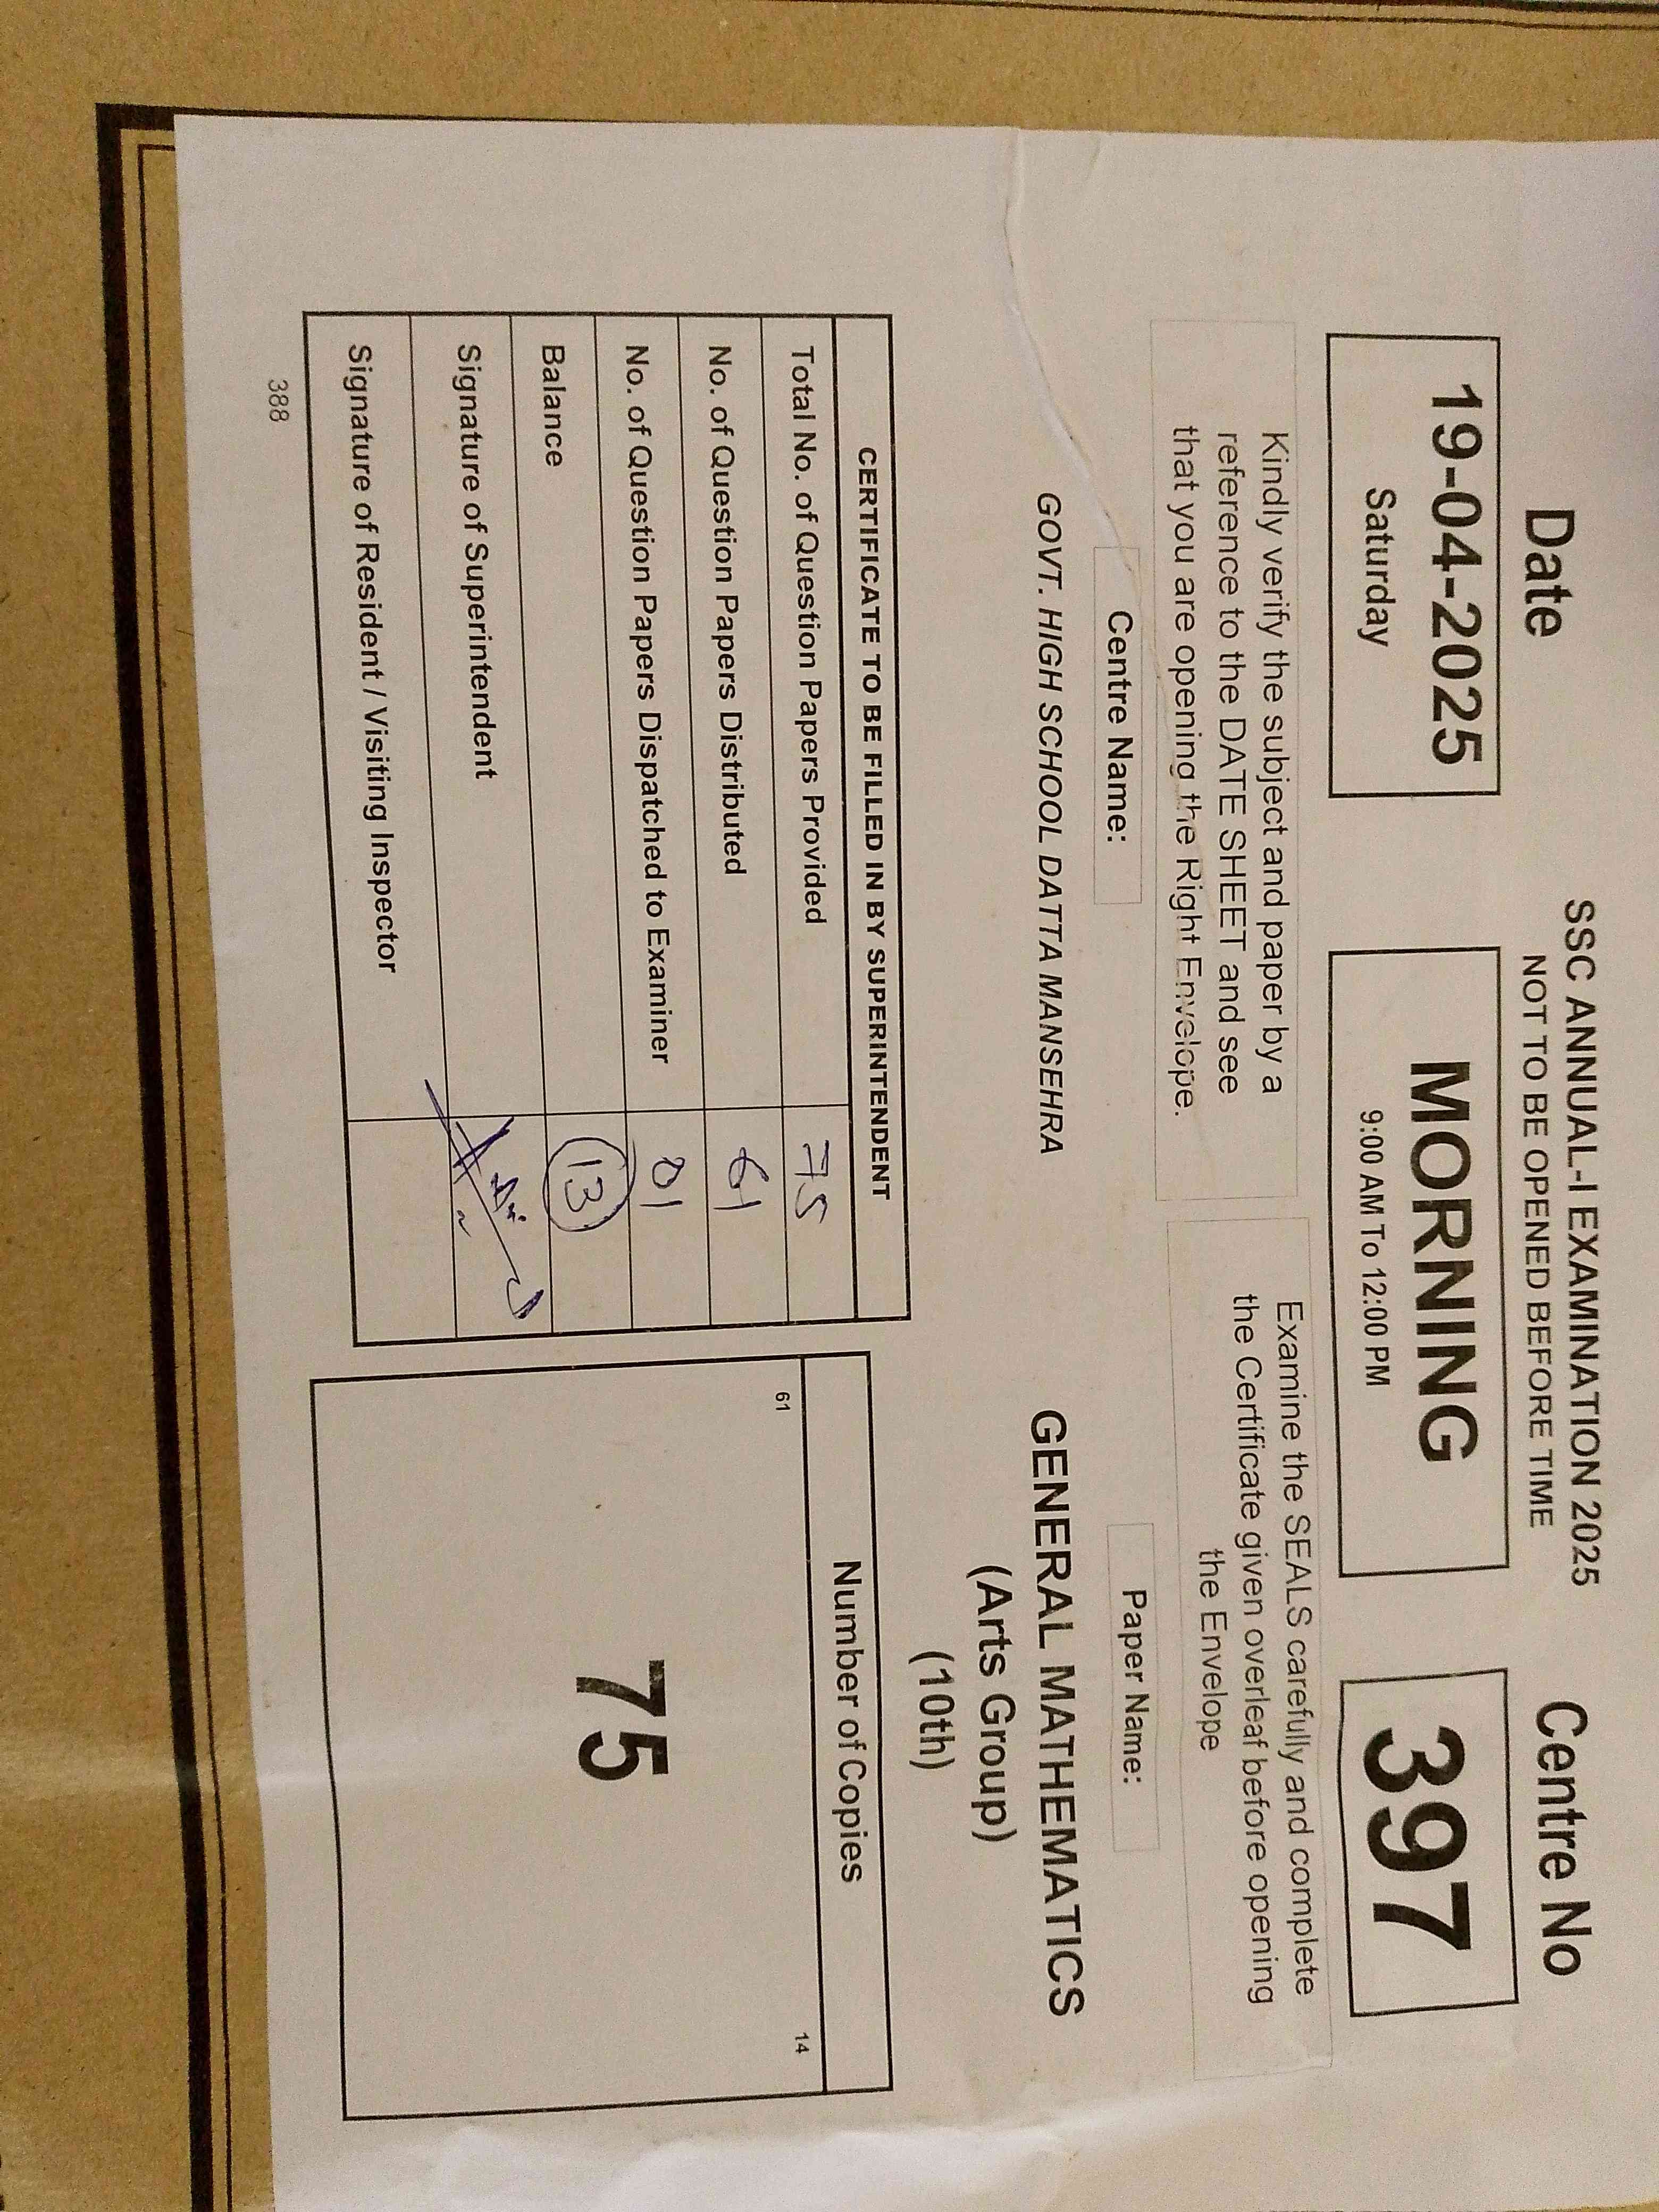 SSC ANNUAL-I EXAMINATION 2025
NOT TO BE OPENED BEFORE TIME
Date
Centre No
19-04-2025
Saturday
MORNING
9:00 AM To 12:00 PM
397
Kindly verify the subject and paper by a
reference to the DATE SHEET and see
that you are opening the Right Envelope.
Examine the SEALS carefully and complete
the Certificate given overleaf before opening
the Envelope
Centre Name:
Paper Name:
GOVT. HIGH SCHOOL DATTA MANSEHRA
GENERAL MATHEMATICS
(Arts Group)
(10th)
CERTIFICATE TO BE FILLED IN BY SUPERINTENDENT
Total No. of Question Papers Provided 75
No. of Question Papers Distributed 61
No. of Question Papers Dispatched to Examiner 01
Balance 13
Signature of Superintendent
Signature of Resident / Visiting Inspector
388
Number of Copies
61 14
75